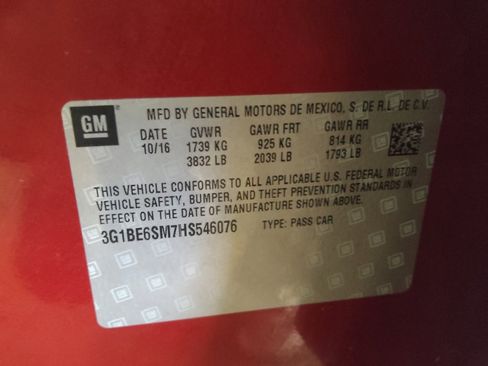 GM
MFD BY GENERAL MOTORS DE MEXICO, S. DE R.L. DE C.V.
DATE GVWR GAWR FRT GAWR RR
10/16 1739 KG 925 KG 814 KG
3832 LB 2039 LB 1793 LB
THIS VEHICLE CONFORMS TO ALL APPLICABLE U.S. FEDERAL MOTOR
VEHICLE SAFETY, BUMPER, AND THEFT PREVENTION STANDARDS IN
EFFECT ON THE DATE OF MANUFACTURE SHOWN ABOVE.
3G1BE6SM7HS546076 TYPE: PASS CAR